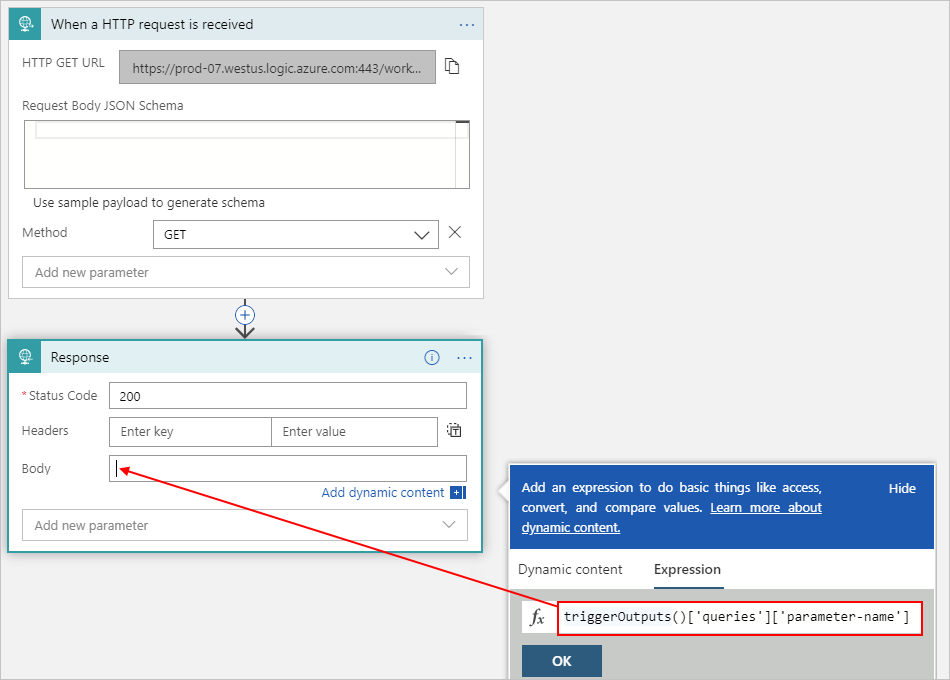 When a HTTP request is received
...
HTTP GET URL
https://prod-07.westus.logic.azure.com:443/work...
Request Body JSON Schema
Use sample payload to generate schema
Method
GET
Add new parameter
Response
...
*Status Code
200
Headers
Enter key
Enter value
Body
Add dynamic content
Add new parameter
Add an expression to do basic things like access,
convert, and compare values. Learn more about
dynamic content.
Hide
Dynamic content
Expression
fx
triggerOutputs()['queries']['parameter-name']
OK